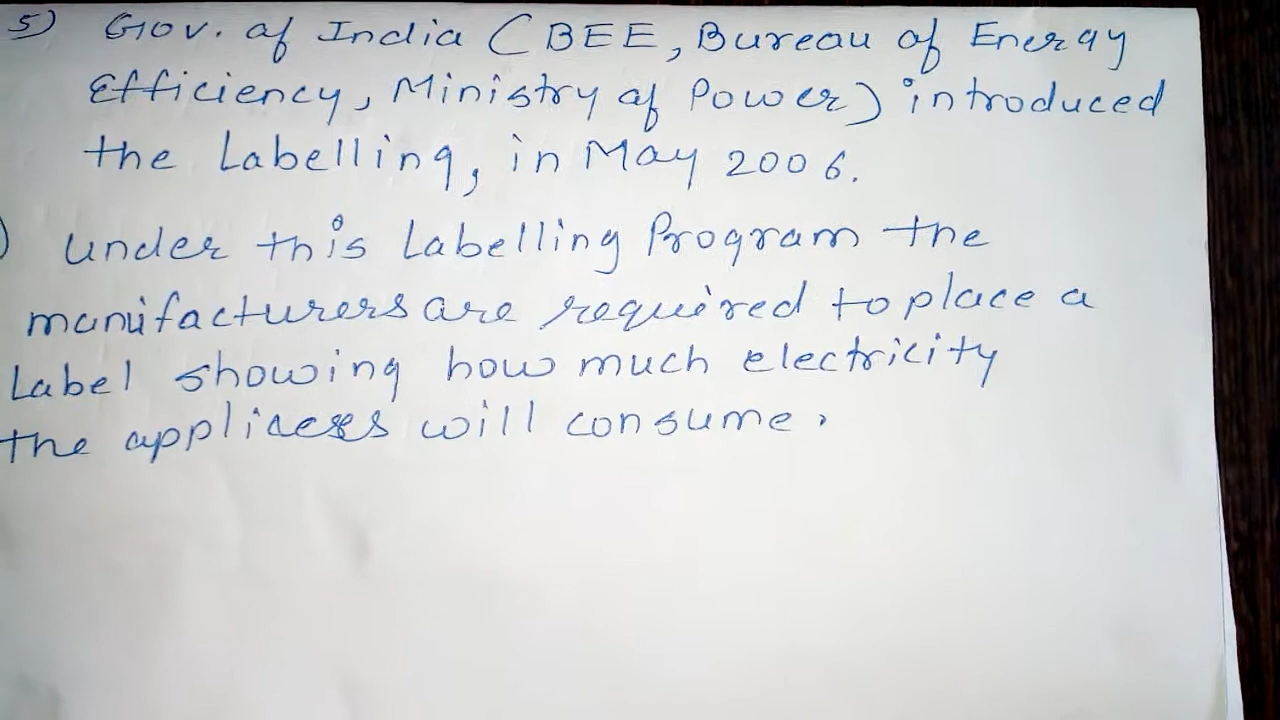 5) Gov. of India (BEE, Bureau of Energy
Efficiency, Ministry of Power) introduced
the Labelling, in May 2006.
) Under this Labelling Program the
manufacturers are required to place a
Label showing how much electricity
the will consume.